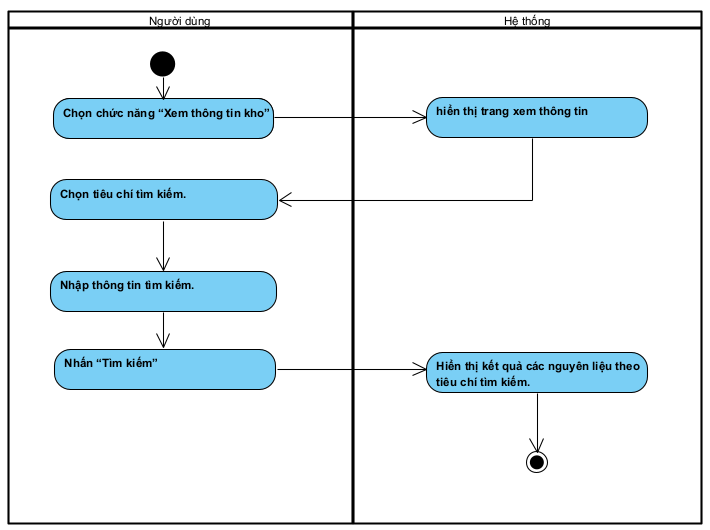 Người dùng
Hệ thống
Chọn chức năng “Xem thông tin kho”
hiển thị trang xem thông tin
Chọn tiêu chí tìm kiếm.
Nhập thông tin tìm kiếm.
Nhấn “Tìm kiếm”
Hiển thị kết quả các nguyên liệu theo
tiêu chí tìm kiếm.